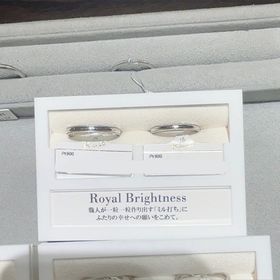 Pt900 Pt900
Royal Brightness
職人が一粒一粒作り出す「ミル打ち」に
ふたりの幸せへの願いをこめて。